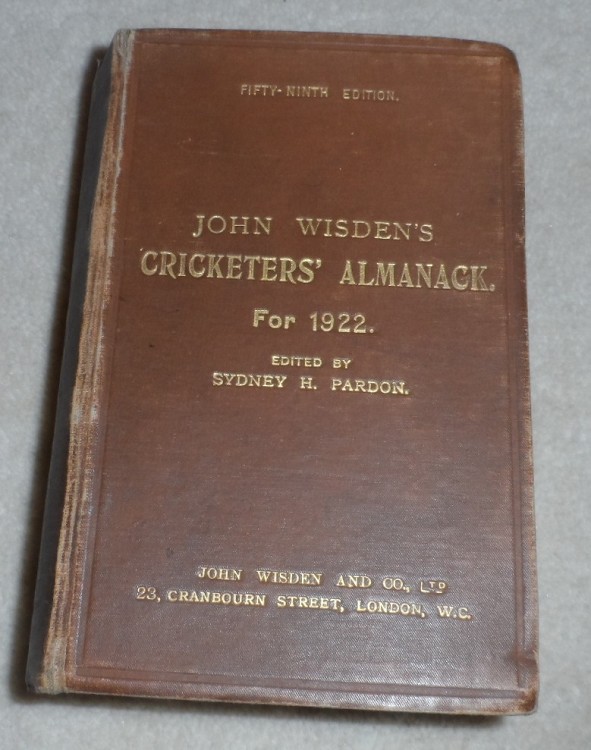 FIFTY-NINTH EDITION.
JOHN WISDEN'S
CRICKETERS' ALMANACK.
For 1922.
EDITED BY
SYDNEY H. PARDON.
JOHN WISDEN AND CO., LTD
23, CRANBOURN STREET, LONDON, W.C.